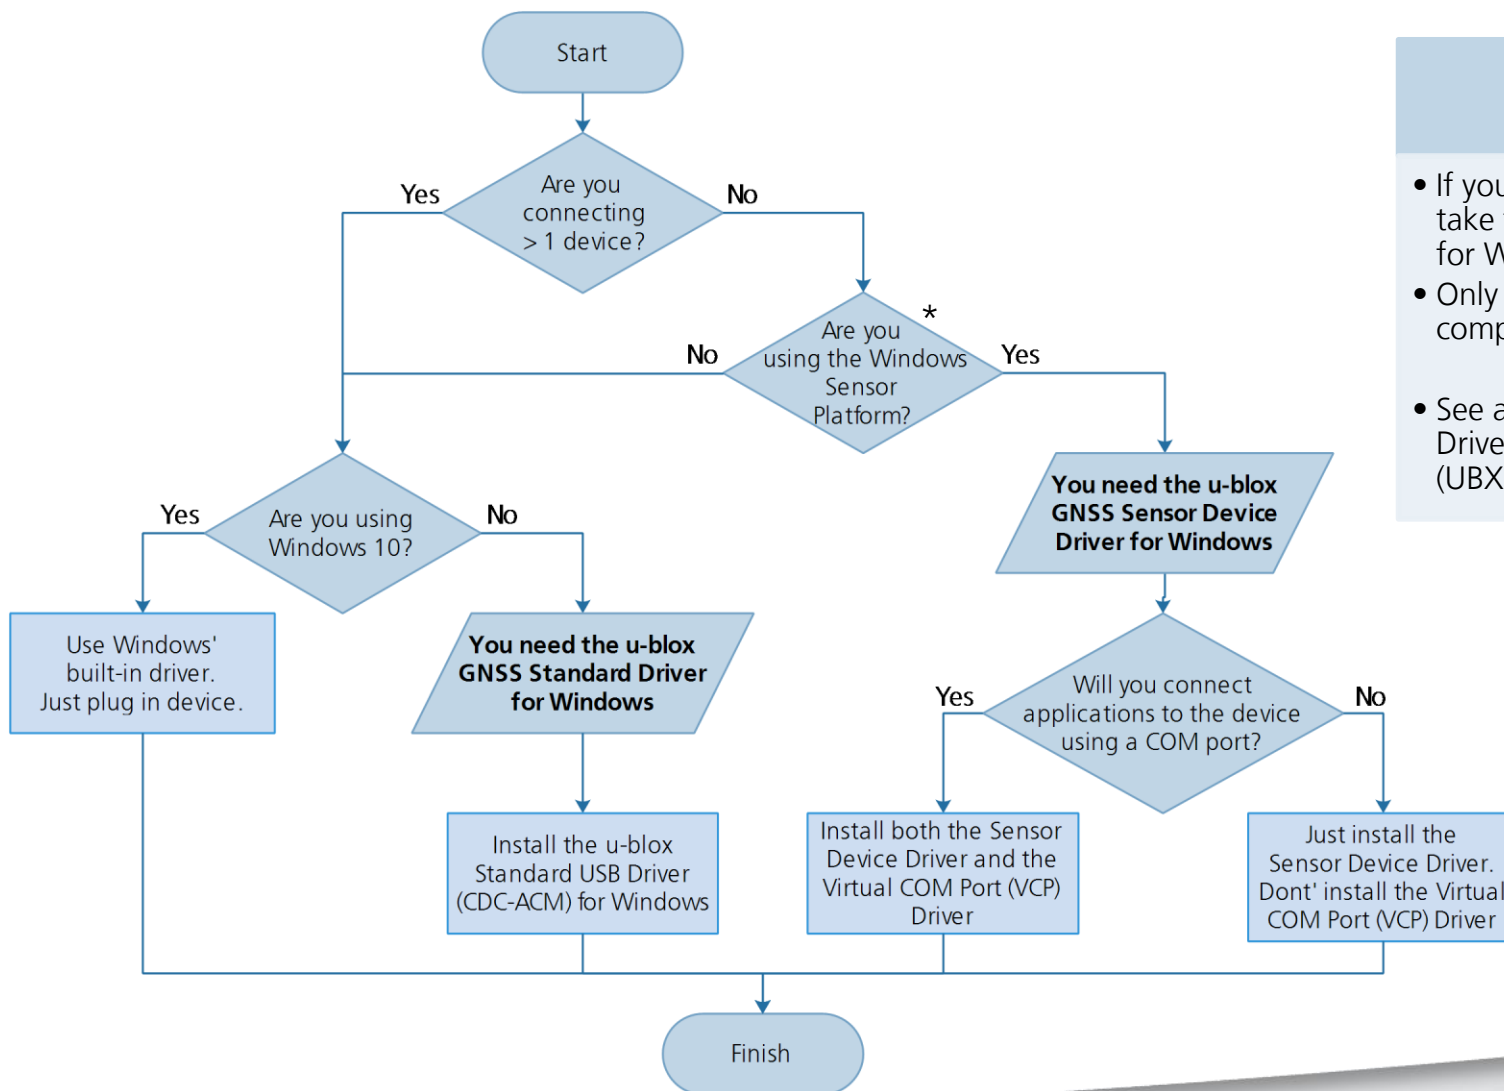 Start
Are you
connecting
> 1 device?
Yes
No
Are you
using the Windows
Sensor
Platform?
*
No
Yes
Are you using
Windows 10?
Yes
No
You need the u-blox
GNSS Sensor Device
Driver for Windows
Use Windows'
built-in driver.
Just plug in device.
You need the u-blox
GNSS Standard Driver
for Windows
Will you connect
applications to the device
using a COM port?
Yes
No
Install the u-blox
Standard USB Driver
(CDC-ACM) for Windows
Install both the Sensor
Device Driver and the
Virtual COM Port (VCP)
Driver
Just install the
Sensor Device Driver.
Dont' install the Virtual
COM Port (VCP) Driver
Finish
• If you
take
for
• Only
• See
(UBX